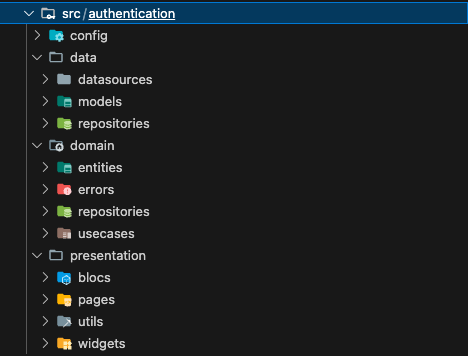 src/authentication
config
data
datasources
models
repositories
domain
entities
errors
repositories
usecases
presentation
blocs
pages
utils
widgets